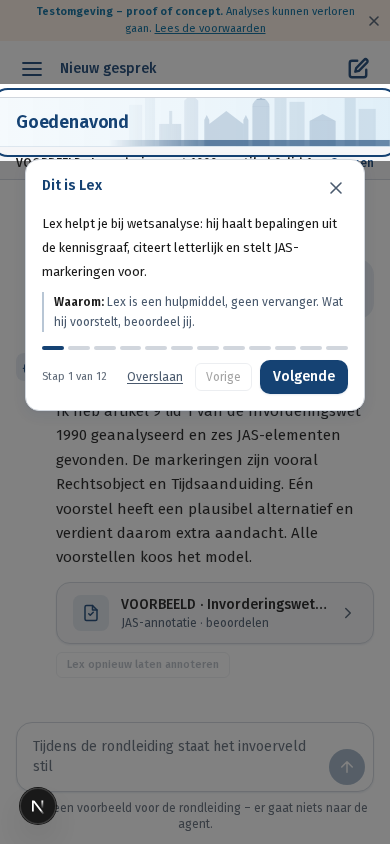 Testomgeving – proof of concept. Analyses kunnen verloren
gaan. Lees de voorwaarden
Nieuw gesprek
Goedenavond
Dit is Lex
Lex helpt je bij wetsanalyse: hij haalt bepalingen uit
de kennisgraaf, citeert letterlijk en stelt JAS-
markeringen voor.
Waarom: Lex is een hulpmiddel, geen vervanger. Wat
hij voorstelt, beoordeel jij.
Stap 1 van 12
Overslaan
Vorige
Volgende
Ik heb artikel 9 lid 1 van de Invorderingswet
1990 geanalyseerd en zes JAS-elementen
gevonden. De markeringen zijn vooral
Rechtsobject en Tijdsaanduiding. Eén
voorstel heeft een plausibel alternatief en
verdient daarom extra aandacht. Alle
voorstellen koos het model.
VOORBEELD · Invorderingswet...
JAS-annotatie · beoordelen
Lex opnieuw laten annoteren
Tijdens de rondleiding staat het invoerveld
stil
een voorbeeld voor de rondleiding – er gaat niets naar de
agent.